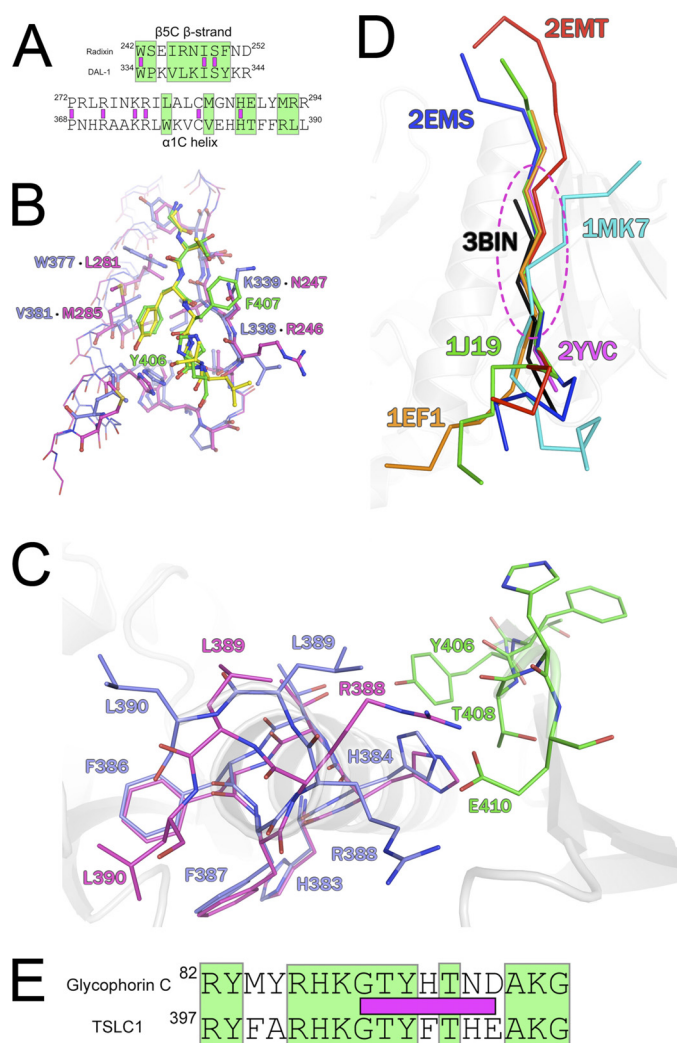 A
β5C β-strand
Radixin 242 WSEIRNISFND 252
DAL-1 334 WPKVLKISYKR 344
272 PRLRINKRILALCMGNHELYMRR 294
368 PNHRAAKRLWKVCVEHHTFFRLL 390
α1C helix
B
W377 · L281
K339 · N247
F407
V381 · M285
L338 · R246
Y406
C
L389
L389
L390
R388
Y406
T408
F386
H384
E410
L390
R388
F387
H383
D
2EMT
2EMS
3BIN
1MK7
1J19
2YVC
1EF1
E
Glycophorin C 82 RYMYRHKGTYHTNDAKG
TSLC1 397 RYFARHKGTYFTHEAKG